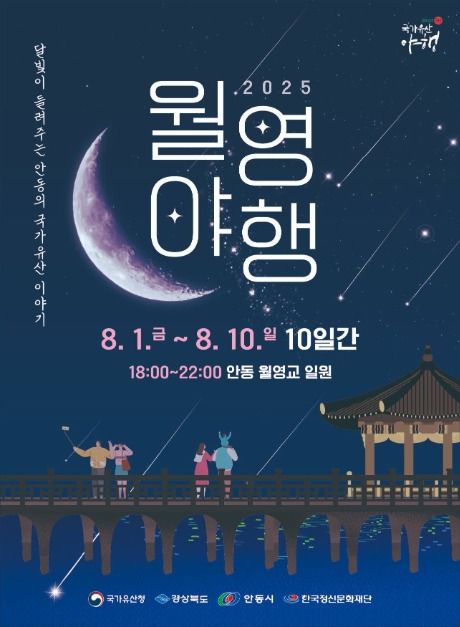 국가유산
야행
달빛이 들려주는 안동의 국가유산 이야기
2025
월영
야행
8. 1.금 ~ 8. 10.일 10일간
18:00~22:00 안동 월영교 일원
국가유산청 경상북도 안동시 한국정신문화재단